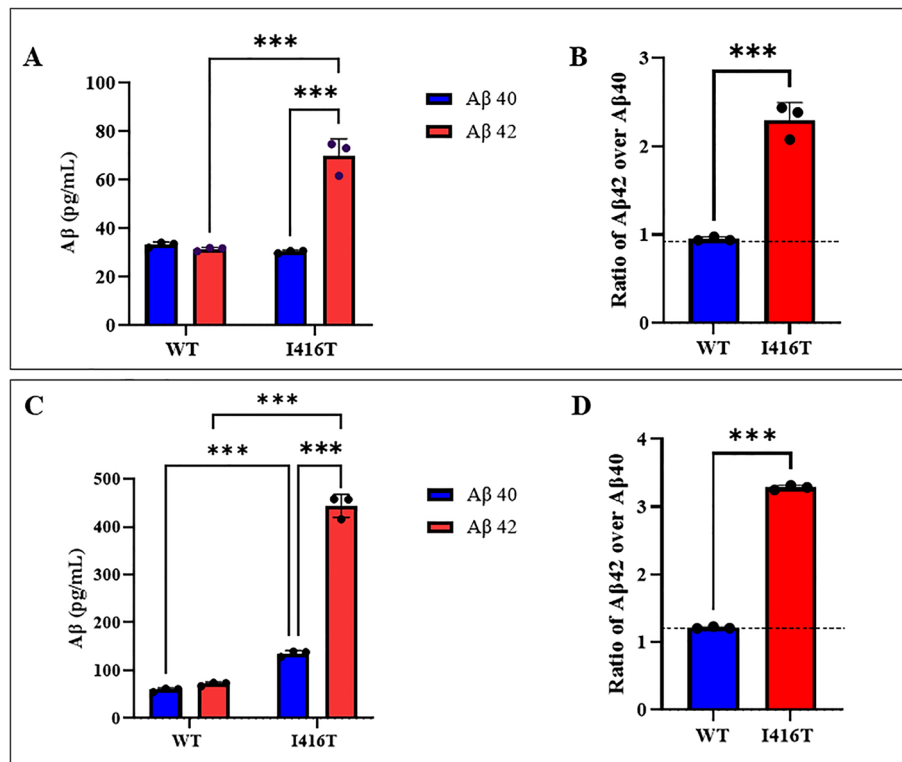 A
***
***
Aβ (pg/mL)
100
80
60
40
20
0
WT
I416T
Aβ 40
Aβ 42
B
***
Ratio of Aβ42 over Aβ40
3
2
1
0
WT
I416T
C
***
***
***
Aβ (pg/mL)
500
400
300
200
100
0
WT
I416T
Aβ 40
Aβ 42
D
***
Ratio of Aβ42 over Aβ40
4
3
2
1
0
WT
I416T